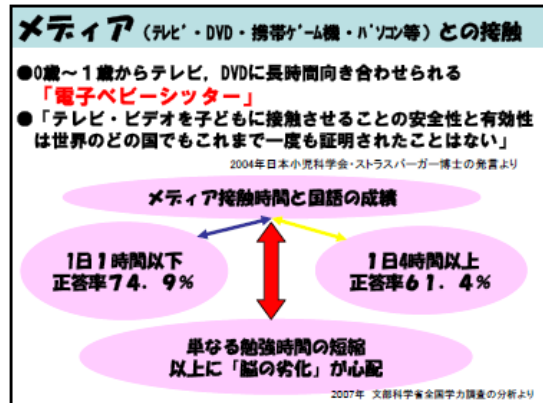 メディア（テレビ・DVD・携帯ゲーム機・パソコン等）との接触
●0歳～1歳からテレビ，DVDに長時間向き合わせられる
「電子ベビーシッター」
●「テレビ・ビデオを子どもに接触させることの安全性と有効性
は世界のどの国でもこれまで一度も証明されたことはない」
2004年日本小児科学会・ストラスバーガー博士の発言より
メディア接触時間と国語の成績
1日1時間以下
正答率74．9%
1日4時間以上
正答率61．4%
単なる勉強時間の短縮
以上に「脳の劣化」が心配
2007年 文部科学省全国学力調査の分析より